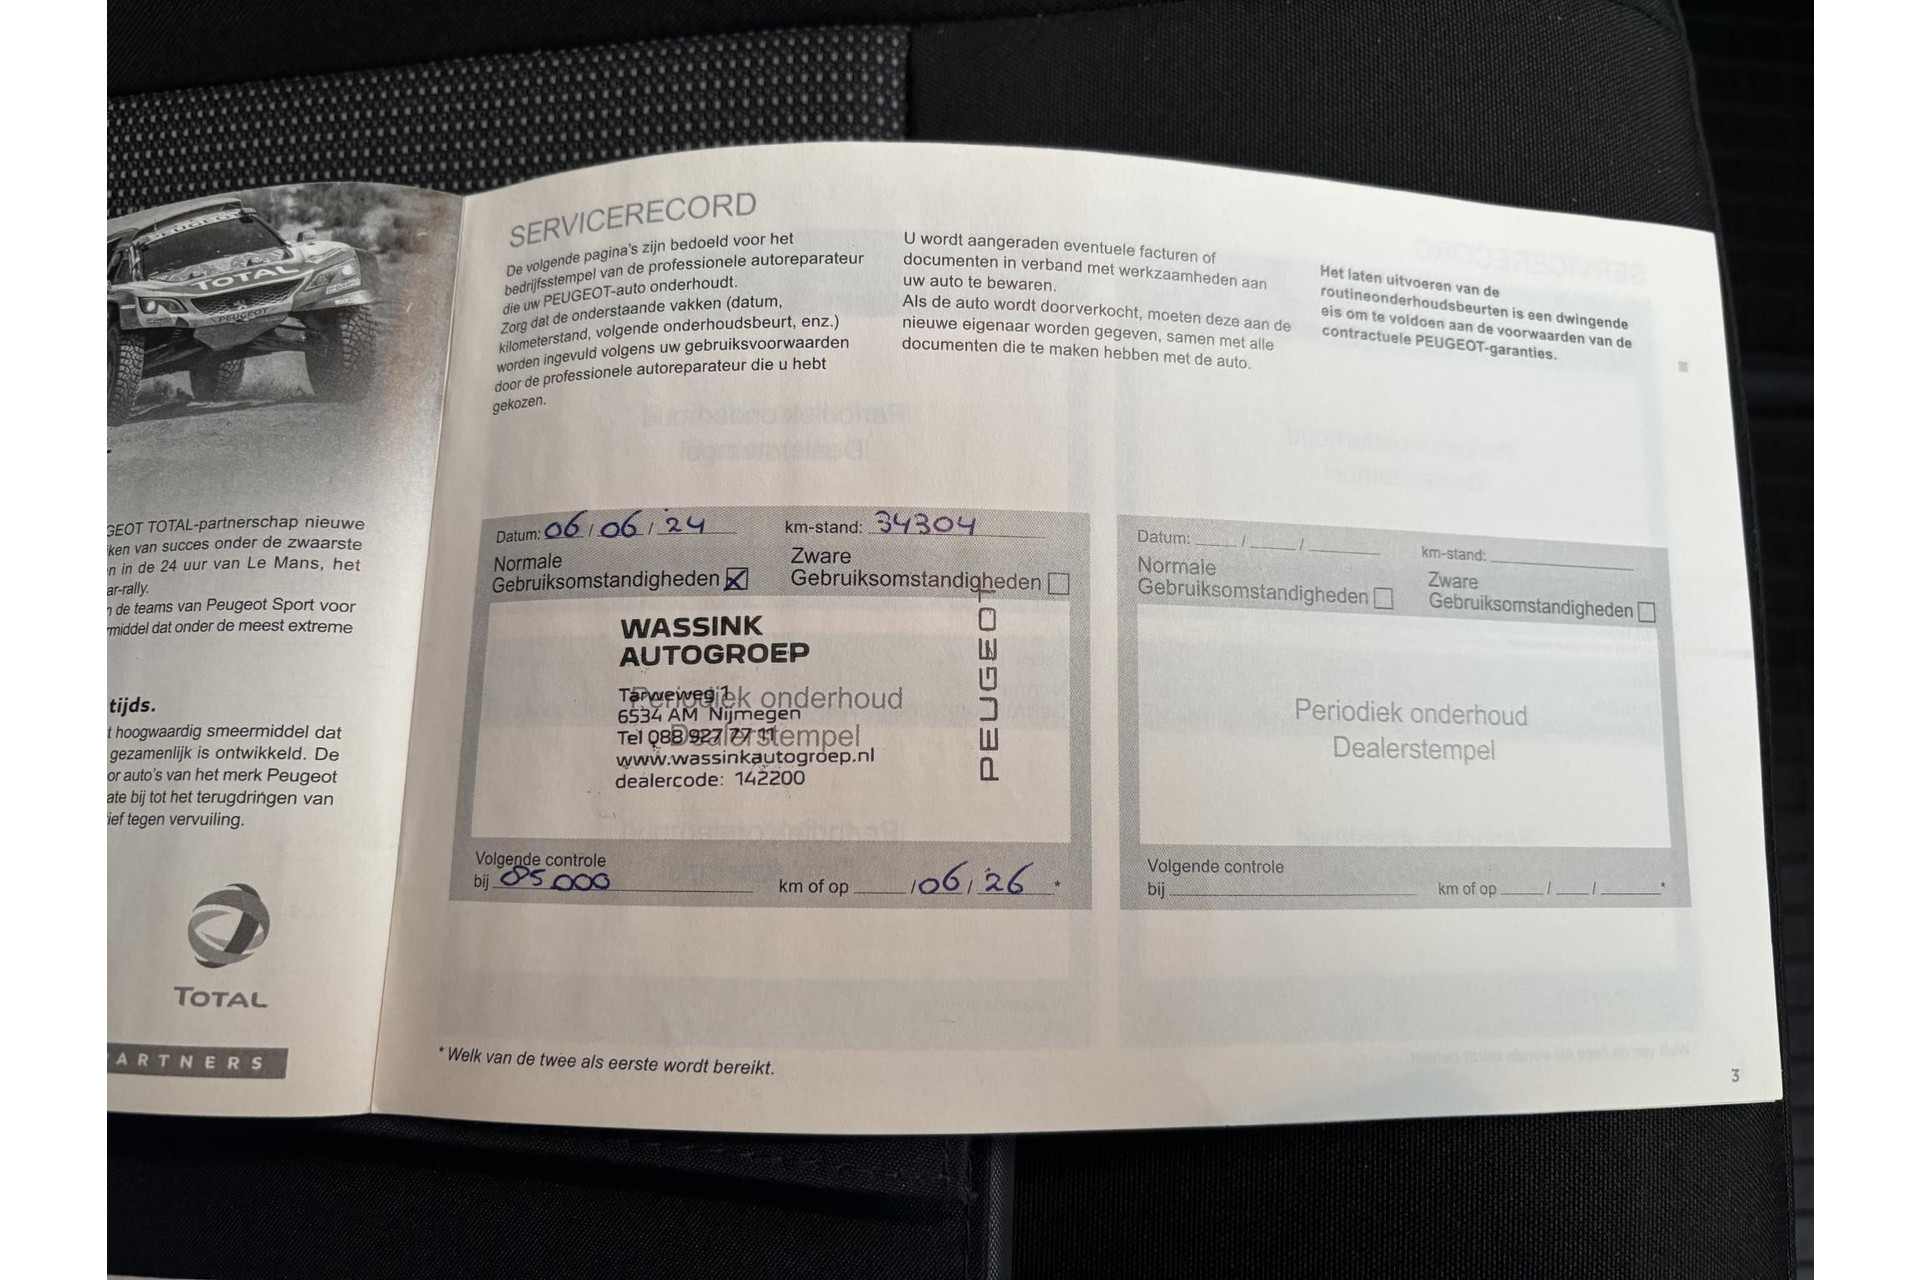 PEUGEOT
TOTAL
PEUGEOT
GEOT TOTAL-partnerschap nieuwe
ken van succes onder de zwaarste
n in de 24 uur van Le Mans, het
ar-rally.
n de teams van Peugeot Sport voor
middel dat onder de meest extreme
tijds.
t hoogwaardig smeermiddel dat
gezamenlijk is ontwikkeld. De
or auto's van het merk Peugeot
ate bij tot het terugdringen van
ief tegen vervuiling.
TOTAL
ARTNERS
SERVICERECORD
De volgende pagina's zijn bedoeld voor het
bedrijfsstempel van de professionele autoreparateur
die uw PEUGEOT-auto onderhoudt.
Zorg dat de onderstaande vakken (datum,
kilometerstand, volgende onderhoudsbeurt, enz.)
worden ingevuld volgens uw gebruiksvoorwaarden
door de professionele autoreparateur die u hebt
gekozen.
U wordt aangeraden eventuele facturen of
documenten in verband met werkzaamheden aan
uw auto te bewaren.
Als de auto wordt doorverkocht, moeten deze aan de
nieuwe eigenaar worden gegeven, samen met alle
documenten die te maken hebben met de auto.
Het laten uitvoeren van de
routineonderhoudsbeurten is een dwingende
eis om te voldoen aan de voorwaarden van de
contractuele PEUGEOT-garanties.
Datum: 06 / 06 / 24 km-stand: 34304
Normale
Gebruiksomstandigheden
Zware
Gebruiksomstandigheden
WASSINK
AUTOGROEP
Periodiek onderhoud
Dealerstempel
Tarweweg 1
6534 AM Nijmegen
Tel 088 927 77 11
www.wassinkautogroep.nl
dealercode: 142200
PEUGEOT
Volgende controle
bij 85000 km of op / 06 / 26 *
Datum: / / km-stand:
Normale
Gebruiksomstandigheden
Zware
Gebruiksomstandigheden
Periodiek onderhoud
Dealerstempel
Volgende controle
bij km of op / / *
* Welk van de twee als eerste wordt bereikt.
3